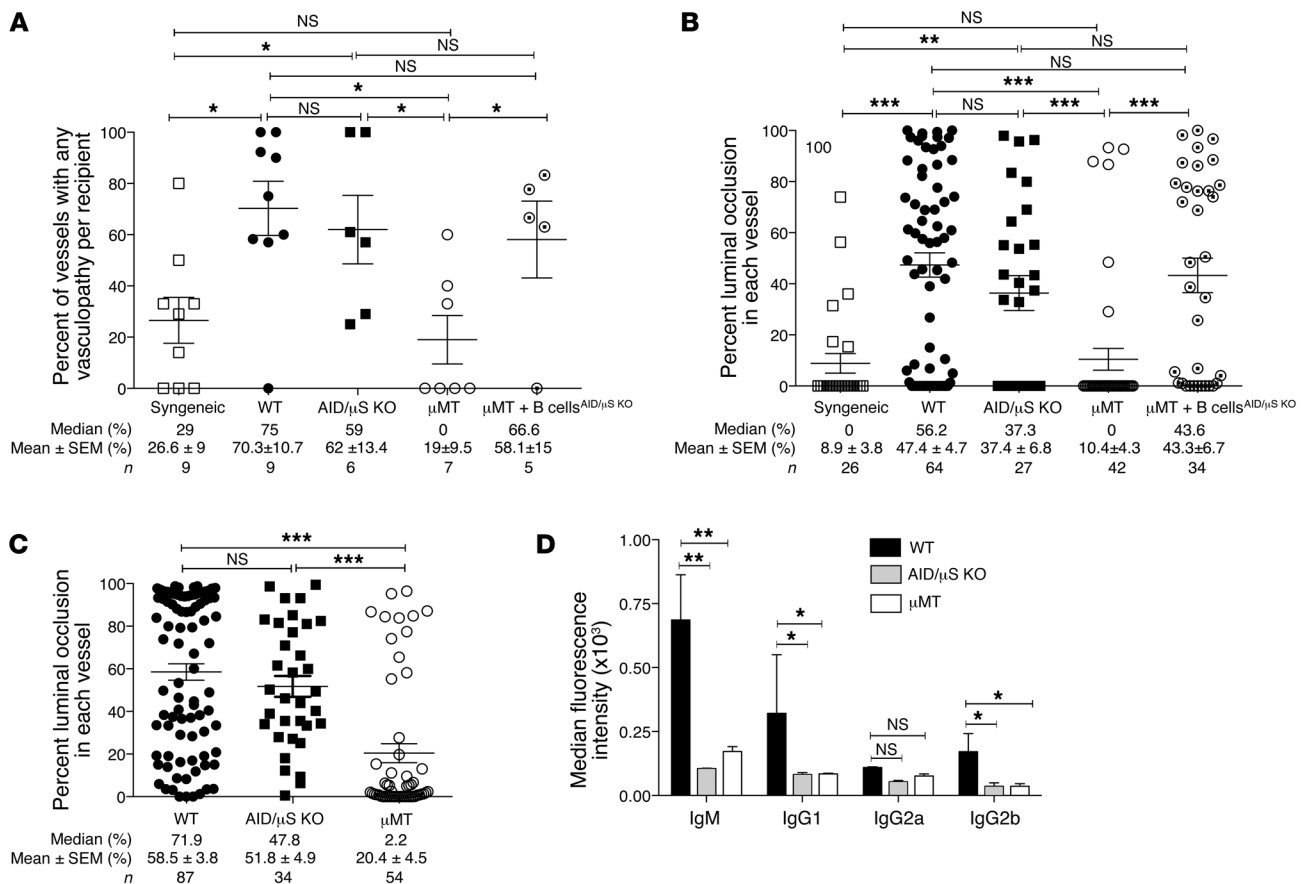 A
NS
*
NS
NS
*
*
NS
*
*
Percent of vessels with any
vasculopathy per recipient
100
80
60
40
20
0
Syngeneic WT AID/μS KO μMT μMT + B cells^AID/μS KO
Median (%) 29 75 59 0 66.6
Mean ± SEM (%) 26.6 ± 9 70.3±10.7 62 ±13.4 19±9.5 58.1±15
n 9 9 6 7 5
B
NS
**
NS
NS
***
***
NS
***
***
Percent luminal occlusion
in each vessel
100
100
80
60
40
20
0
Syngeneic WT AID/μS KO μMT μMT + B cells^AID/μS KO
Median (%) 0 56.2 37.3 0 43.6
Mean ± SEM (%) 8.9 ± 3.8 47.4 ± 4.7 37.4 ± 6.8 10.4±4.3 43.3±6.7
n 26 64 27 42 34
C
***
NS
***
Percent luminal occlusion
in each vessel
100
80
60
40
20
0
WT AID/μS KO μMT
Median (%) 71.9 47.8 2.2
Mean ± SEM (%) 58.5 ± 3.8 51.8 ± 4.9 20.4 ± 4.5
n 87 34 54
D
Median fluorescence
intensity (x10³)
1.00
0.75
0.50
0.25
0.00
**
**
*
*
NS
NS
*
*
WT
AID/μS KO
μMT
IgM IgG1 IgG2a IgG2b